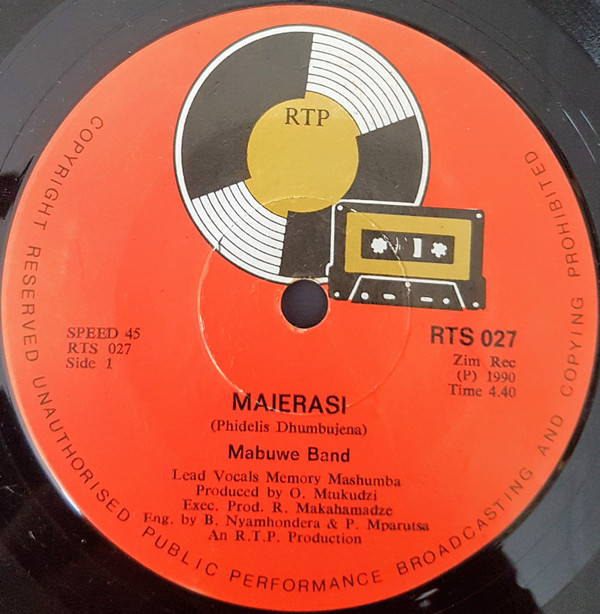 RTP
SPEED 45
RTS 027
Side 1
RTS 027
Zim Rec
(P) 1990
Time 4.40
MAIERASI
(Phidelis Dhumbujena)
Mabuwe Band
Lead Vocals Memory Mashumba
Produced by O. Mtukudzi
Exec. Prod. R. Makahamadze
Eng. by B. Nyamhondera & P. Mparutsa
An R.T.P. Production
COPYRIGHT RESERVED UNAUTHORISED PUBLIC PERFORMANCE BROADCASTING AND COPYING PROHIBITED